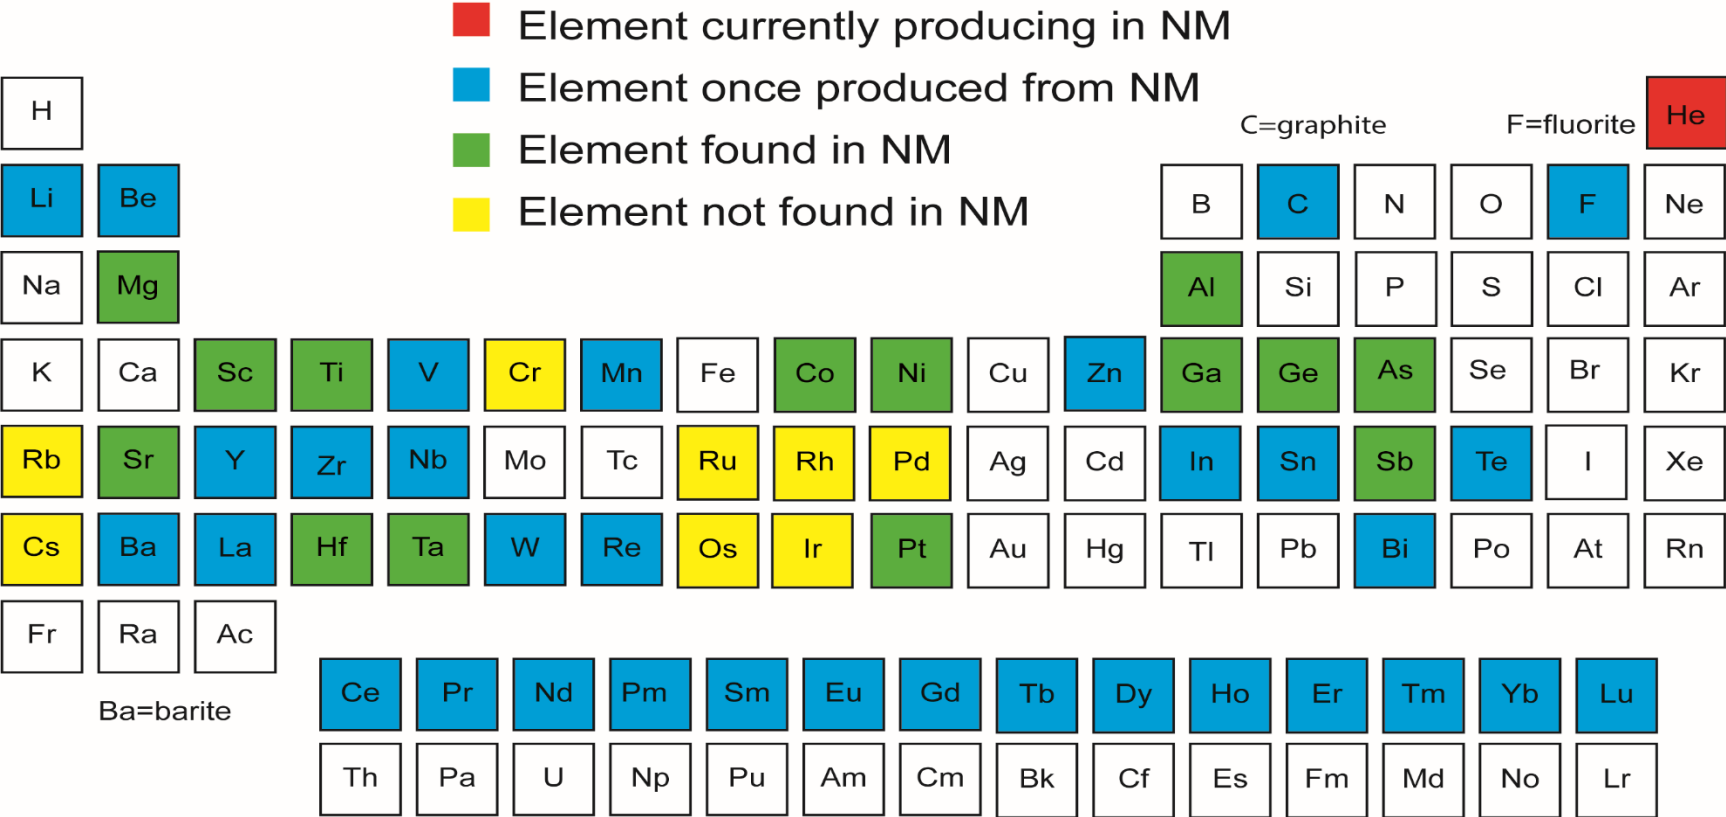 Element currently producing in NM
Element once produced from NM
Element found in NM
Element not found in NM
C=graphite F=fluorite
H He
Li Be B C N O F Ne
Na Mg Al Si P S Cl Ar
K Ca Sc Ti V Cr Mn Fe Co Ni Cu Zn Ga Ge As Se Br Kr
Rb Sr Y Zr Nb Mo Tc Ru Rh Pd Ag Cd In Sn Sb Te I Xe
Cs Ba La Hf Ta W Re Os Ir Pt Au Hg Tl Pb Bi Po At Rn
Fr Ra Ac
Ba=barite
Ce Pr Nd Pm Sm Eu Gd Tb Dy Ho Er Tm Yb Lu
Th Pa U Np Pu Am Cm Bk Cf Es Fm Md No Lr